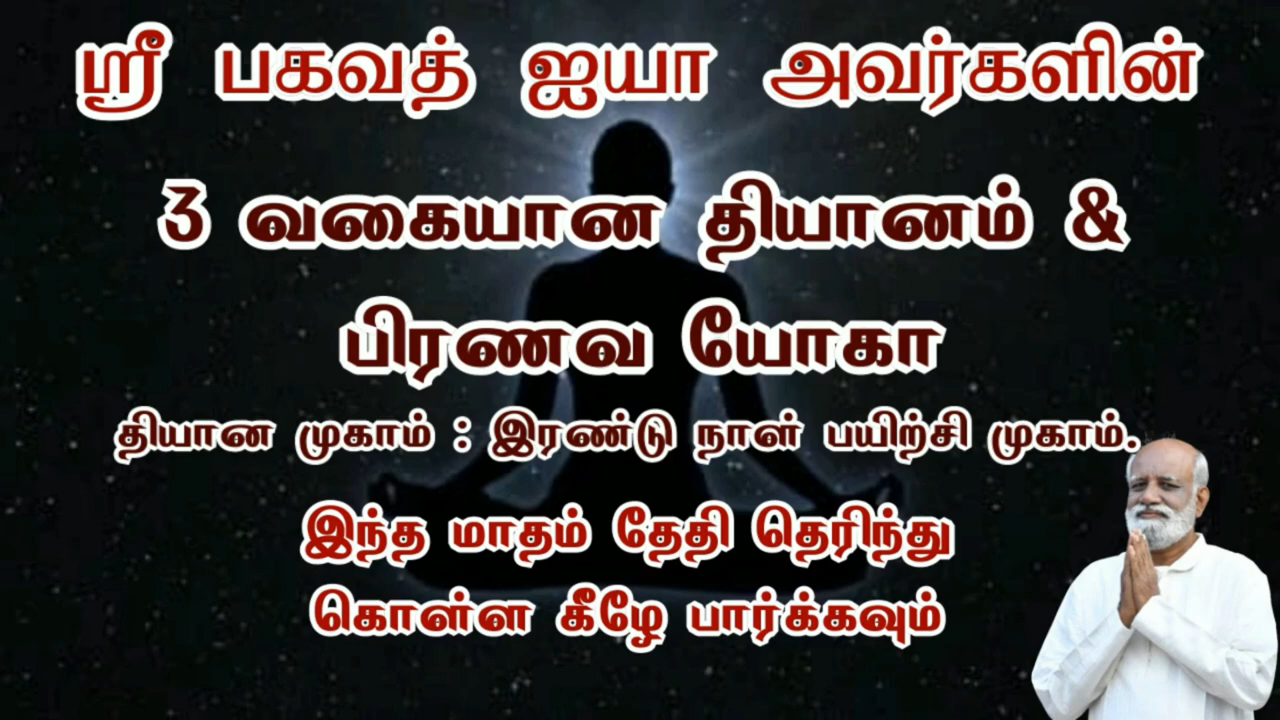 ஸ்ரீ பகவத் ஐயா அவர்களின்
3 வகையான தியானம் &
பிரணவ யோகா
தியான முகாம் : இரண்டு நாள் பயிற்சி முகாம்.
இந்த மாதம் தேதி தெரிந்து
கொள்ள கீழே பார்க்கவும்